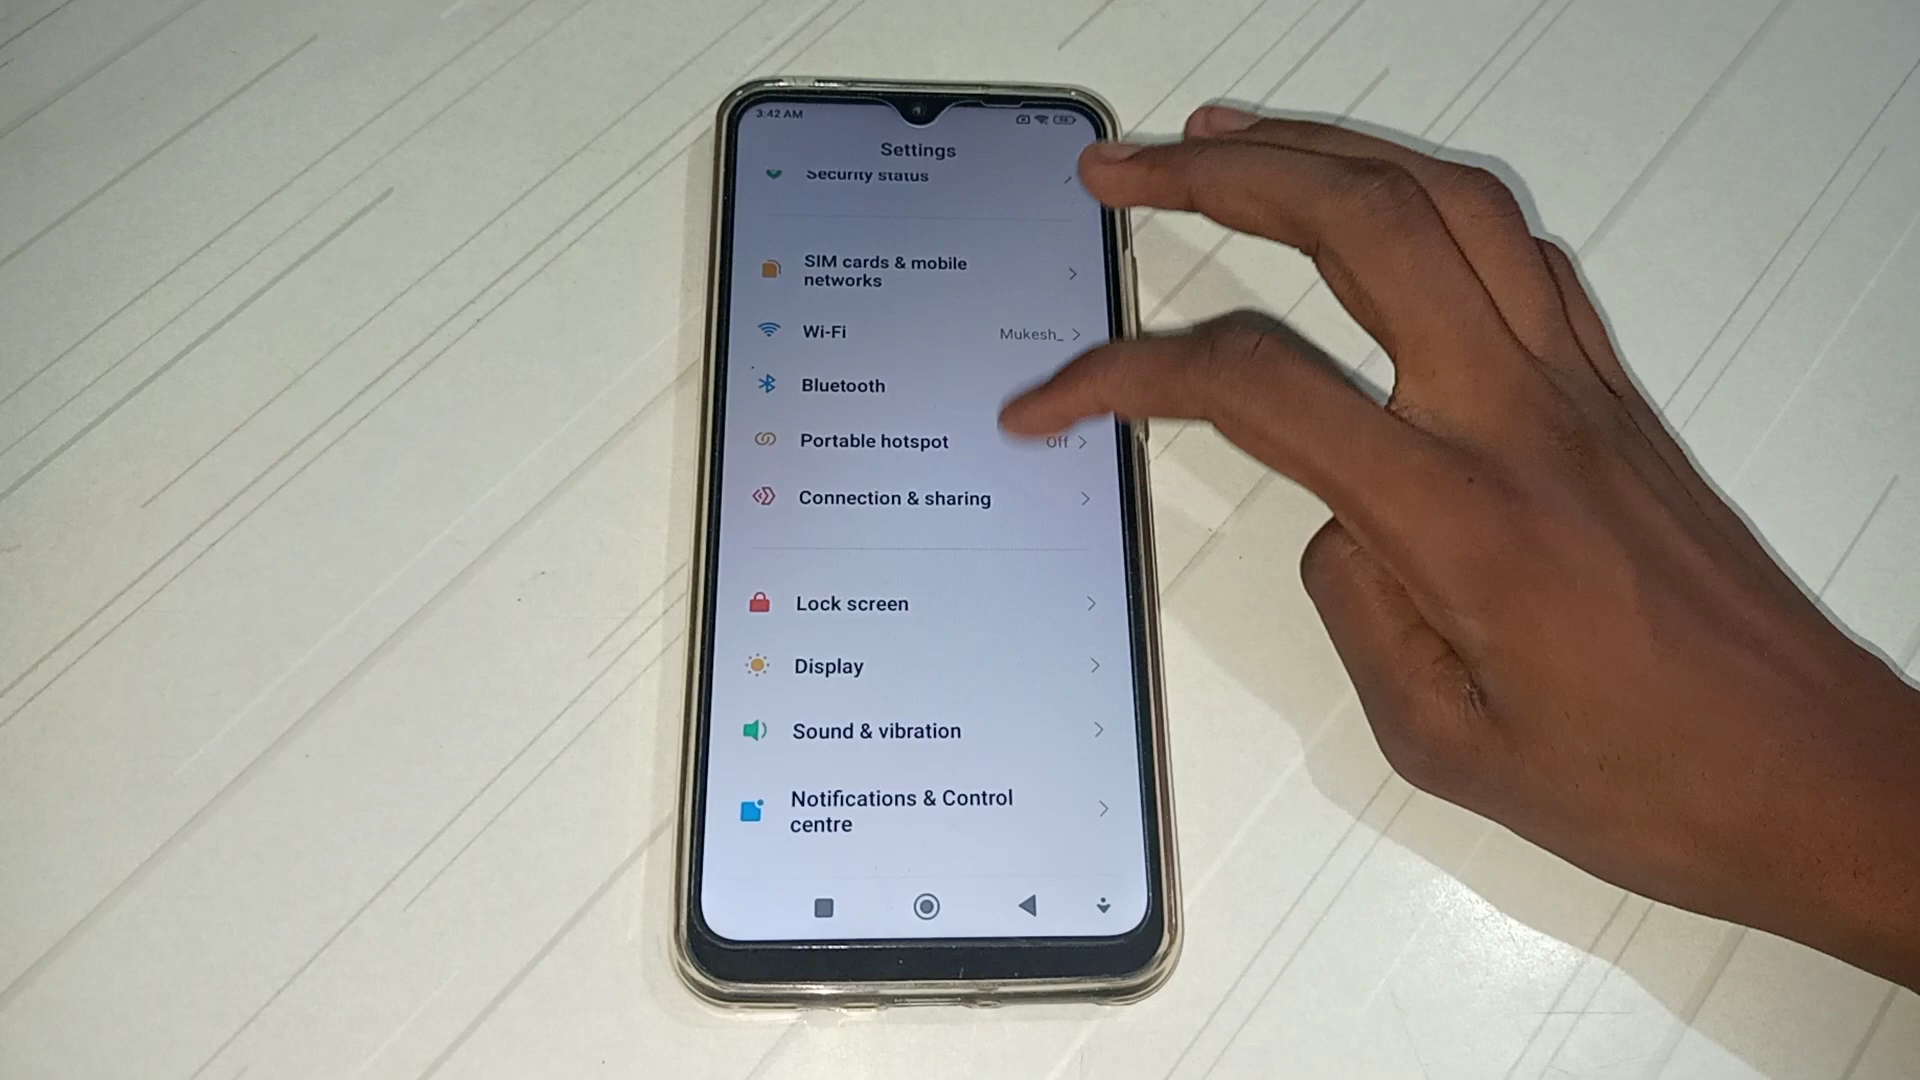 3:42 AM
Settings
Security status
SIM cards & mobile
networks
Wi-Fi
Mukesh_
Bluetooth
Portable hotspot
Off
Connection & sharing
Lock screen
Display
Sound & vibration
Notifications & Control
centre